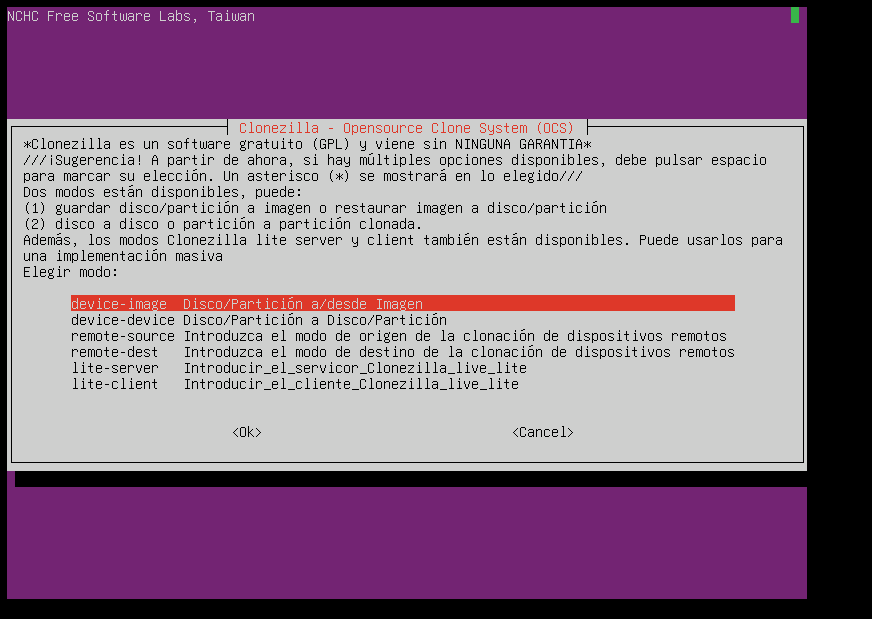 NCHC Free Software Labs, Taiwan
Clonezilla - Opensource Clone System (OCS)
*Clonezilla es un software gratuito (GPL) y viene sin NINGUNA GARANTIA*
///¡Sugerencia! A partir de ahora, si hay múltiples opciones disponibles, debe pulsar espacio
para marcar su elección. Un asterisco (*) se mostrará en lo elegido///
Dos modos están disponibles, puede:
(1) guardar disco/partición a imagen o restaurar imagen a disco/partición
(2) disco a disco o partición a partición clonada.
Además, los modos Clonezilla lite server y client también están disponibles. Puede usarlos para
una implementación masiva
Elegir modo:
device-image Disco/Partición a/desde Imagen
device-device Disco/Partición a Disco/Partición
remote-source Introduzca el modo de origen de la clonación de dispositivos remotos
remote-dest Introduzca el modo de destino de la clonación de dispositivos remotos
lite-server Introducir_el_servicor_Clonezilla_live_lite
lite-client Introducir_el_cliente_Clonezilla_live_lite
<Ok> <Cancel>